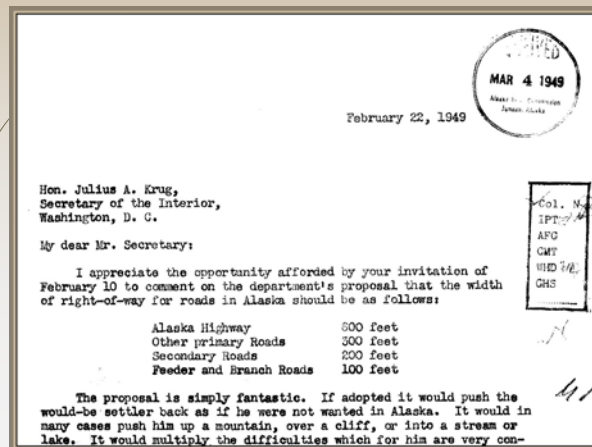 MAR 4 1949
Juneau, Alaska
February 22, 1949
Hon. Julius A. Krug,
Secretary of the Interior,
Washington, D. C.
My dear Mr. Secretary:
Col. N
IPT
AFC
CMT
WHD
GHS
I appreciate the opportunity afforded by your invitation of
February 10 to comment on the department's proposal that the width
of right-of-way for roads in Alaska should be as follows:
Alaska Highway 600 feet
Other primary Roads 300 feet
Secondary Roads 200 feet
Feeder and Branch Roads 100 feet
The proposal is simply fantastic. If adopted it would push the
would-be settler back as if he were not wanted in Alaska. It would in
many cases push him up a mountain, over a cliff, or into a stream or
lake. It would multiply the difficulties which for him are very con-